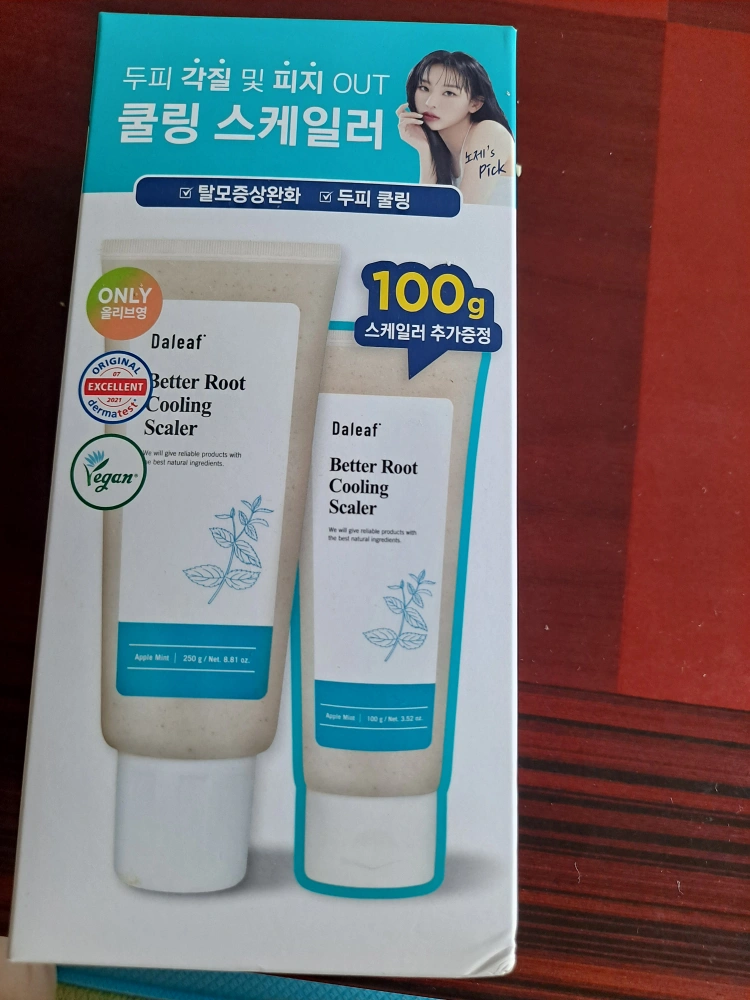 두피 각질 및 피지 OUT
쿨링 스케일러
노제's
Pick
탈모증상완화 두피 쿨링
100g
스케일러 추가증정
ONLY
올리브영
ORIGINAL
07
EXCELLENT
2021
dermatest®
Vegan®
Daleaf
Better Root
Cooling
Scaler
We will give reliable products with
the best natural ingredients.
Apple Mint | 250 g / Net. 8.81 oz.
Daleaf
Better Root
Cooling
Scaler
We will give reliable products with
the best natural ingredients.
Apple Mint | 100 g / Net. 3.52 oz.